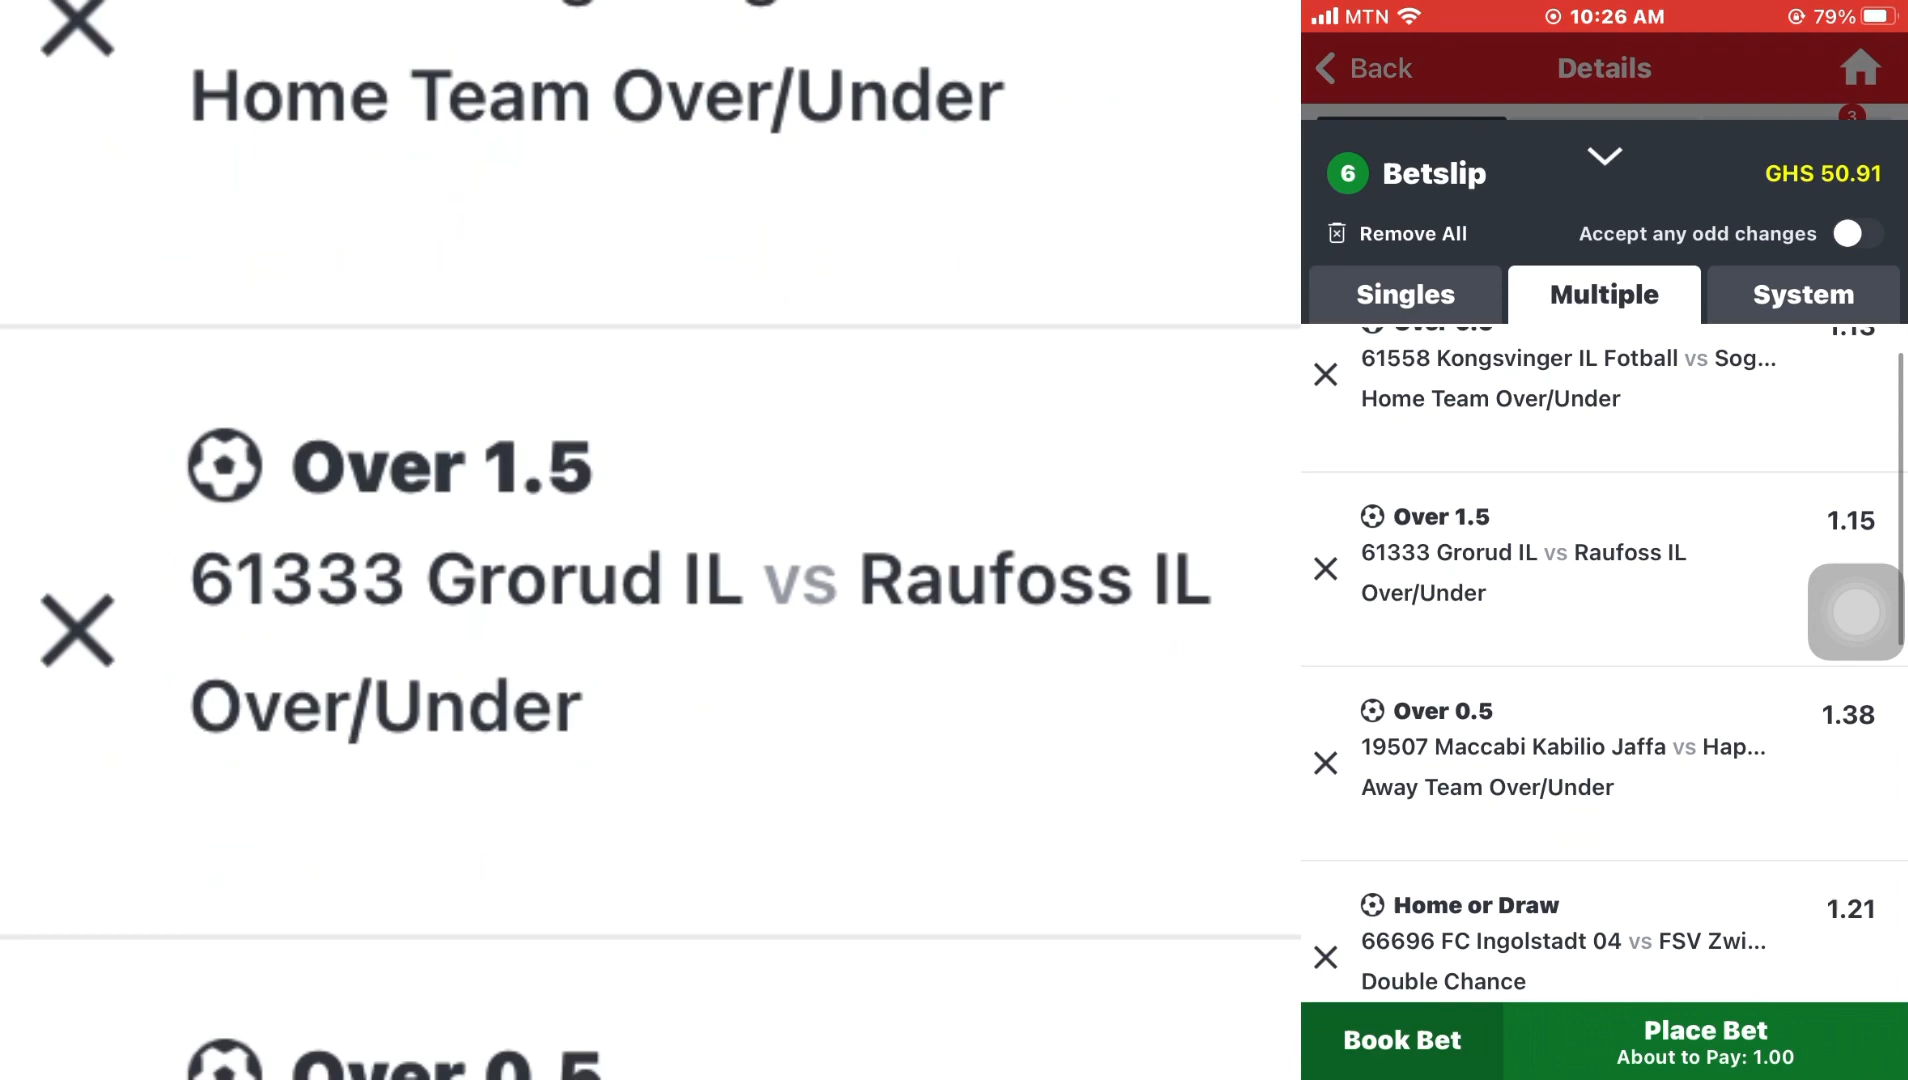 Home Team Over/Under
Over 1.5
61333 Grorud IL vs Raufoss IL
Over/Under
Over 0.5
MTN 10:26 AM 79%
Back Details
3
6 Betslip GHS 50.91
Remove All Accept any odd changes
Singles Multiple System
61558 Kongsvinger IL Fotball vs Sog...
Home Team Over/Under
Over 1.5 1.15
61333 Grorud IL vs Raufoss IL
Over/Under
Over 0.5 1.38
19507 Maccabi Kabilio Jaffa vs Hap...
Away Team Over/Under
Home or Draw 1.21
66696 FC Ingolstadt 04 vs FSV Zwi...
Double Chance
Book Bet Place Bet
About to Pay: 1.00